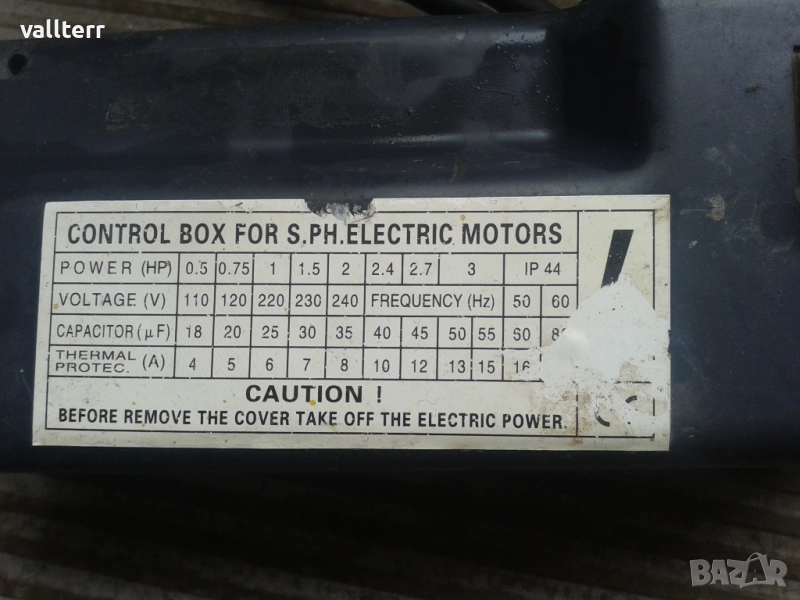 vallterr
CONTROL BOX FOR S.PH.ELECTRIC MOTORS
POWER (HP) 0.5 0.75 1 1.5 2 2.4 2.7 3 IP 44
VOLTAGE (V) 110 120 220 230 240 FREQUENCY (Hz) 50 60
CAPACITOR (µF) 18 20 25 30 35 40 45 50 55 60
THERMAL PROTEC. (A) 4 5 6 7 8 10 12 13 15 16
CAUTION !
BEFORE REMOVE THE COVER TAKE OFF THE ELECTRIC POWER.
BAZAR